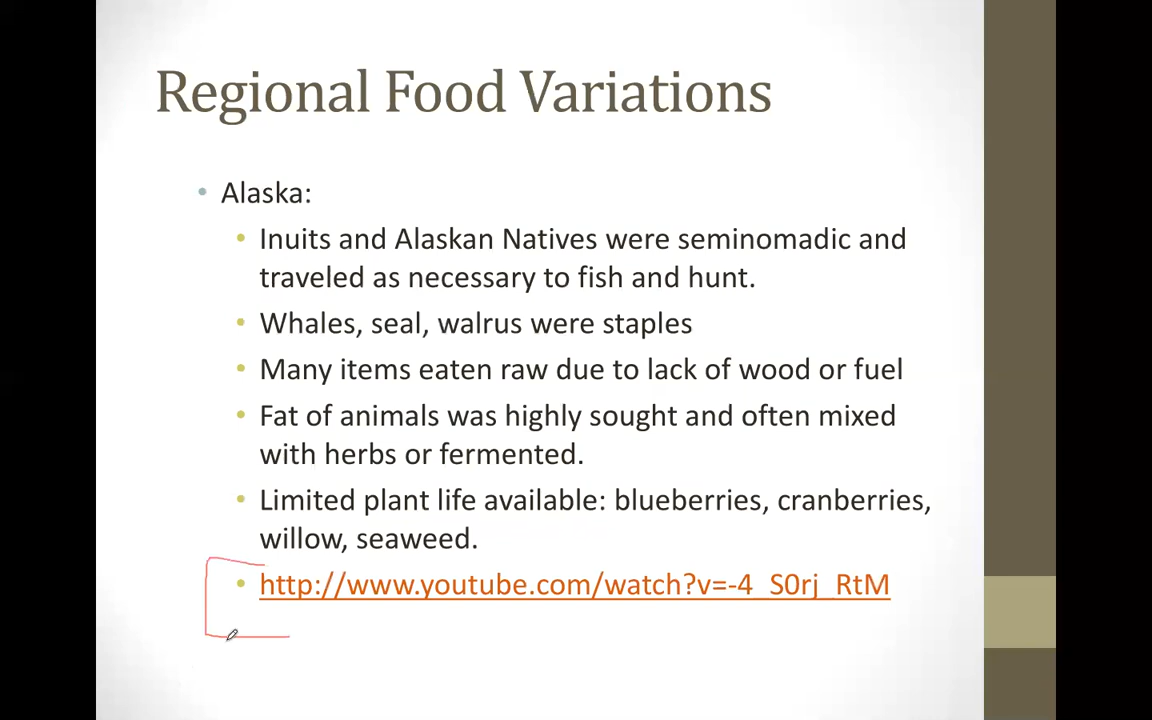 Regional Food Variations
• Alaska:
• Inuits and Alaskan Natives were seminomadic and
traveled as necessary to fish and hunt.
• Whales, seal, walrus were staples
• Many items eaten raw due to lack of wood or fuel
• Fat of animals was highly sought and often mixed
with herbs or fermented.
• Limited plant life available: blueberries, cranberries,
willow, seaweed.
• http://www.youtube.com/watch?v=-4_S0rj_RtM